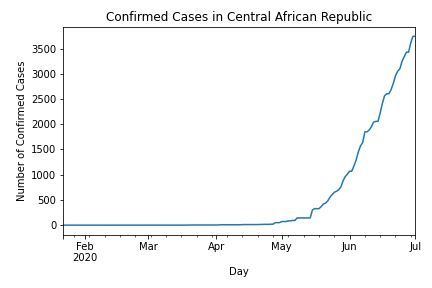 Confirmed Cases in Central African Republic
Number of Confirmed Cases
3500
3000
2500
2000
1500
1000
500
0
Feb Mar Apr May Jun Jul
2020
Day